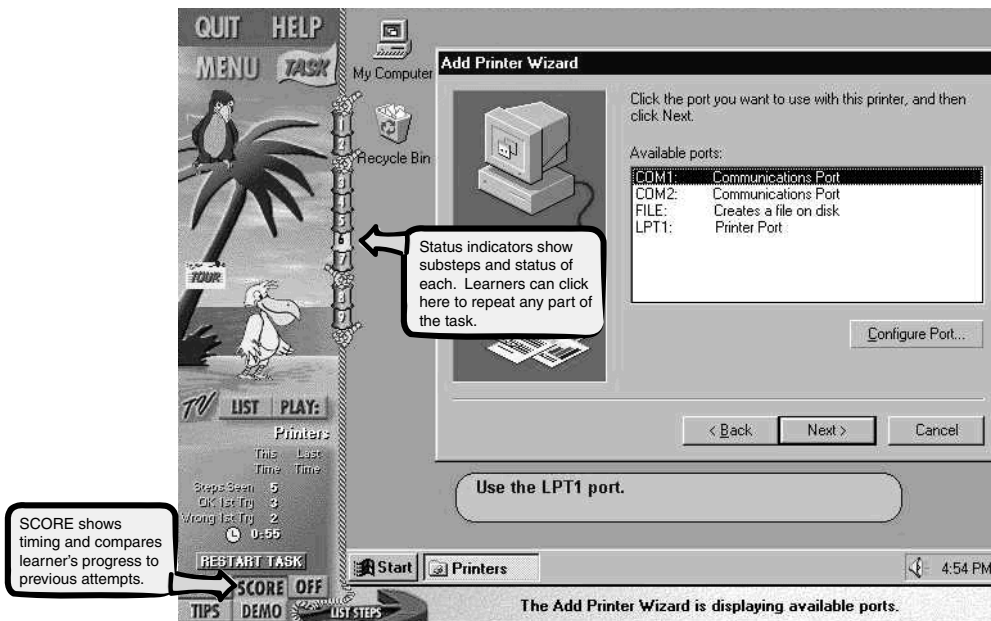 QUIT HELP
MENU TASK
My Computer
Recycle Bin
1
2
3
4
5
6
7
8
9
TOUR
Add Printer Wizard
Click the port you want to use with this printer, and then
click Next.
Available ports:
COM1: Communications Port
COM2: Communications Port
FILE: Creates a file on disk
LPT1: Printer Port
Configure Port...
< Back Next > Cancel
Status indicators show
substeps and status of
each. Learners can click
here to repeat any part of
the task.
TV LIST PLAY:
Printers
This Last
Time Time
Steps Seen 5
OK 1st Try 3
Wrong 1st Try 2
0:55
RESTART TASK
SCORE OFF
TIPS DEMO LIST STEPS
SCORE shows
timing and compares
learner's progress to
previous attempts.
Use the LPT1 port.
Start Printers 4:54 PM
The Add Printer Wizard is displaying available ports.